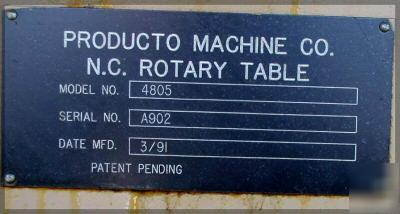 PRODUCTO MACHINE CO.
N.C. ROTARY TABLE
MODEL NO. 4805
SERIAL NO. A902
DATE MFD. 3/91
PATENT PENDING